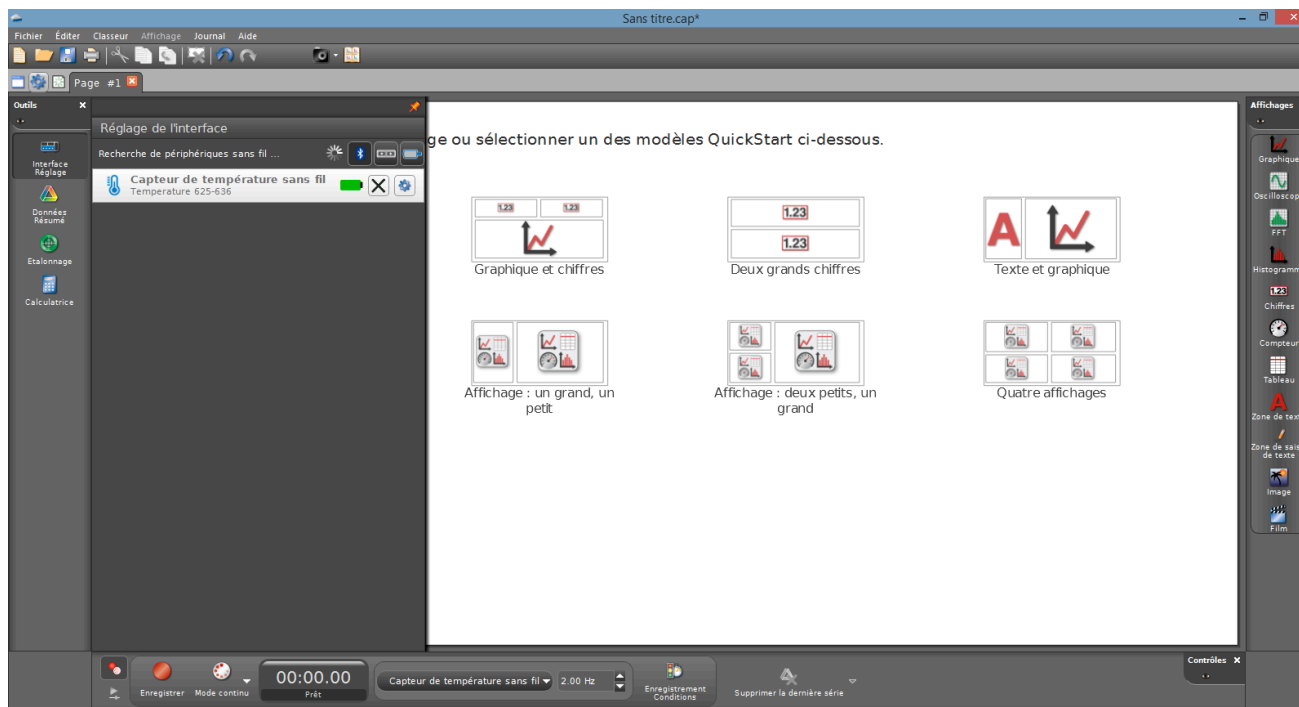 Sans titre.cap*
Fichier Éditer Classeur Affichage Journal Aide
Page #1
Outils
Interface
Réglage
Données
Résumé
Etalonnage
Calculatrice
Réglage de l'interface
Recherche de périphériques sans fil ...
Capteur de température sans fil
Temperature 625-636
ge ou sélectionner un des modèles QuickStart ci-dessous.
1.23 1.23
Graphique et chiffres
1.23
1.23
Deux grands chiffres
A
Texte et graphique
Affichage : un grand, un
petit
Affichage : deux petits, un
grand
Quatre affichages
Affichages
Graphique
Oscilloscop
FFT
Histogramm
1.23
Chiffres
Compteur
Tableau
A
Zone de tex
Zone de sais
de texte
Image
Film
Enregistrer
Mode continu
00:00.00
Prêt
Capteur de température sans fil
2.00 Hz
Enregistrement
Conditions
Supprimer la dernière série
Contrôles